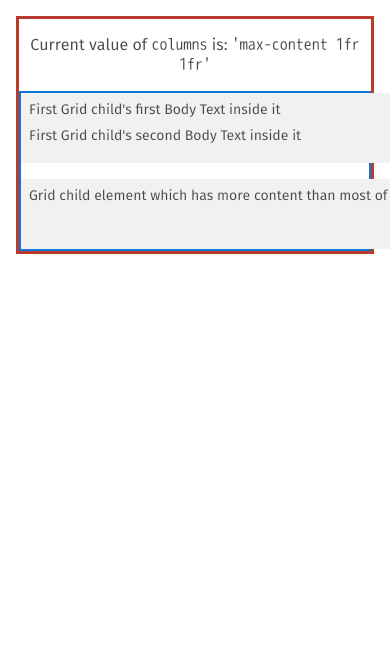 Current value of columns is: 'max-content 1fr
1fr'
First Grid child's first Body Text inside it
First Grid child's second Body Text inside it
Grid child element which has more content than most of